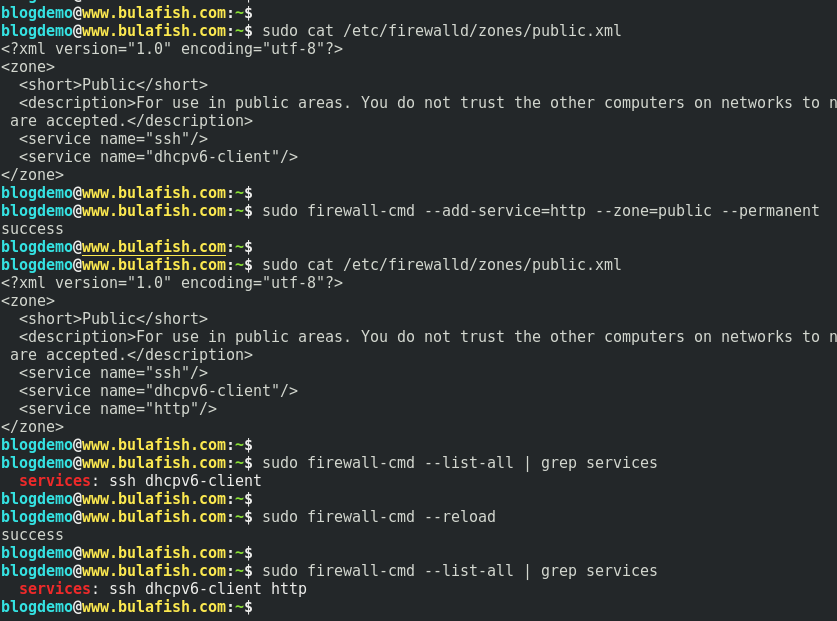 blogdemo@www.bulafish.com:~$
blogdemo@www.bulafish.com:~$ sudo cat /etc/firewalld/zones/public.xml
<?xml version="1.0" encoding="utf-8"?>
<zone>
  <short>Public</short>
  <description>For use in public areas. You do not trust the other computers on networks to
 are accepted.</description>
  <service name="ssh"/>
  <service name="dhcpv6-client"/>
</zone>
blogdemo@www.bulafish.com:~$
blogdemo@www.bulafish.com:~$ sudo firewall-cmd --add-service=http --zone=public --permanent
success
blogdemo@www.bulafish.com:~$
blogdemo@www.bulafish.com:~$ sudo cat /etc/firewalld/zones/public.xml
<?xml version="1.0" encoding="utf-8"?>
<zone>
  <short>Public</short>
  <description>For use in public areas. You do not trust the other computers on networks to
 are accepted.</description>
  <service name="ssh"/>
  <service name="dhcpv6-client"/>
  <service name="http"/>
</zone>
blogdemo@www.bulafish.com:~$
blogdemo@www.bulafish.com:~$ sudo firewall-cmd --list-all | grep services
  services: ssh dhcpv6-client
blogdemo@www.bulafish.com:~$
blogdemo@www.bulafish.com:~$ sudo firewall-cmd --reload
success
blogdemo@www.bulafish.com:~$
blogdemo@www.bulafish.com:~$ sudo firewall-cmd --list-all | grep services
  services: ssh dhcpv6-client http
blogdemo@www.bulafish.com:~$